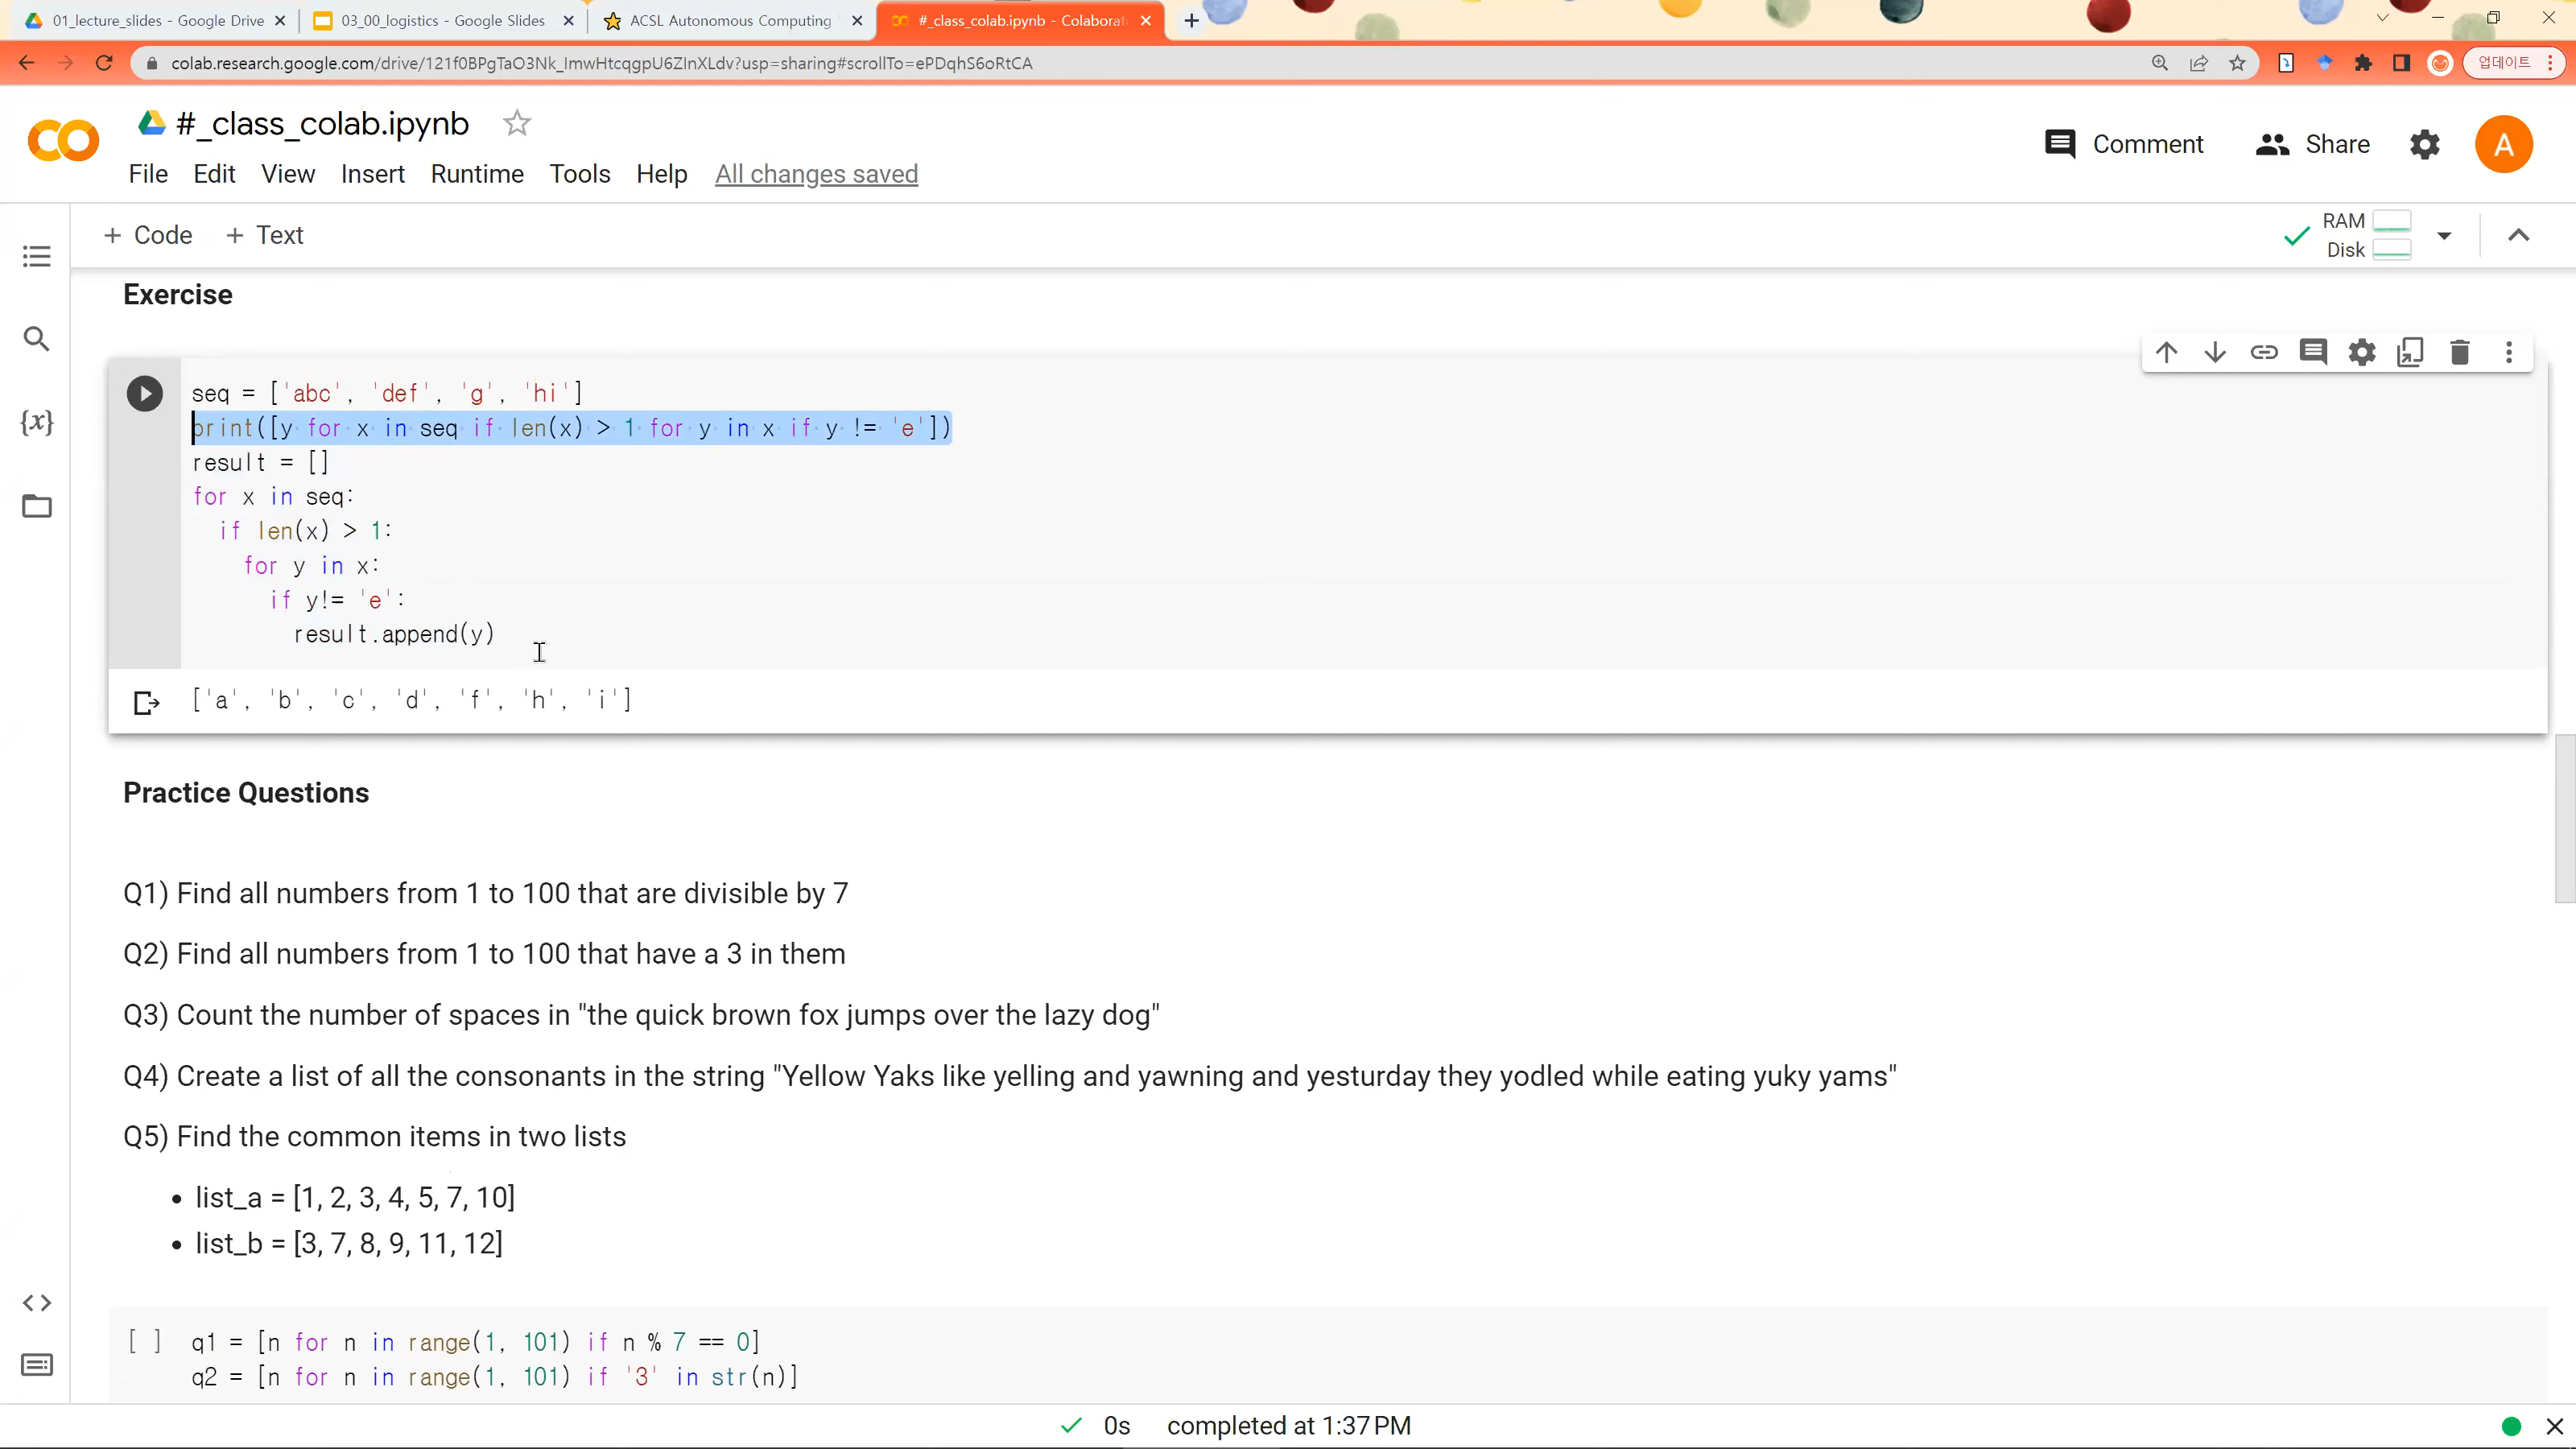 01_lecture_slides - Google Drive
03_00_logistics - Google Slides
ACSL Autonomous Computing
#_class_colab.ipynb - Colaborat
colab.research.google.com/drive/121f0BPgTaO3Nk_ImwHtcqgpU6ZlnXLdv?usp=sharing#scrollTo=ePDqhS6oRtCA
업데이트
#_class_colab.ipynb
Comment
Share
A
File Edit View Insert Runtime Tools Help All changes saved
+ Code + Text
RAM
Disk
Exercise
seq = ['abc', 'def', 'g', 'hi']
print([y for x in seq if len(x) > 1 for y in x if y != 'e'])
result = []
for x in seq:
if len(x) > 1:
for y in x:
if y!= 'e':
result.append(y)
['a', 'b', 'c', 'd', 'f', 'h', 'i']
Practice Questions
Q1) Find all numbers from 1 to 100 that are divisible by 7
Q2) Find all numbers from 1 to 100 that have a 3 in them
Q3) Count the number of spaces in "the quick brown fox jumps over the lazy dog"
Q4) Create a list of all the consonants in the string "Yellow Yaks like yelling and yawning and yesturday they yodled while eating yuky yams"
Q5) Find the common items in two lists
• list_a = [1, 2, 3, 4, 5, 7, 10]
• list_b = [3, 7, 8, 9, 11, 12]
[ ] q1 = [n for n in range(1, 101) if n % 7 == 0]
q2 = [n for n in range(1, 101) if '3' in str(n)]
0s completed at 1:37 PM